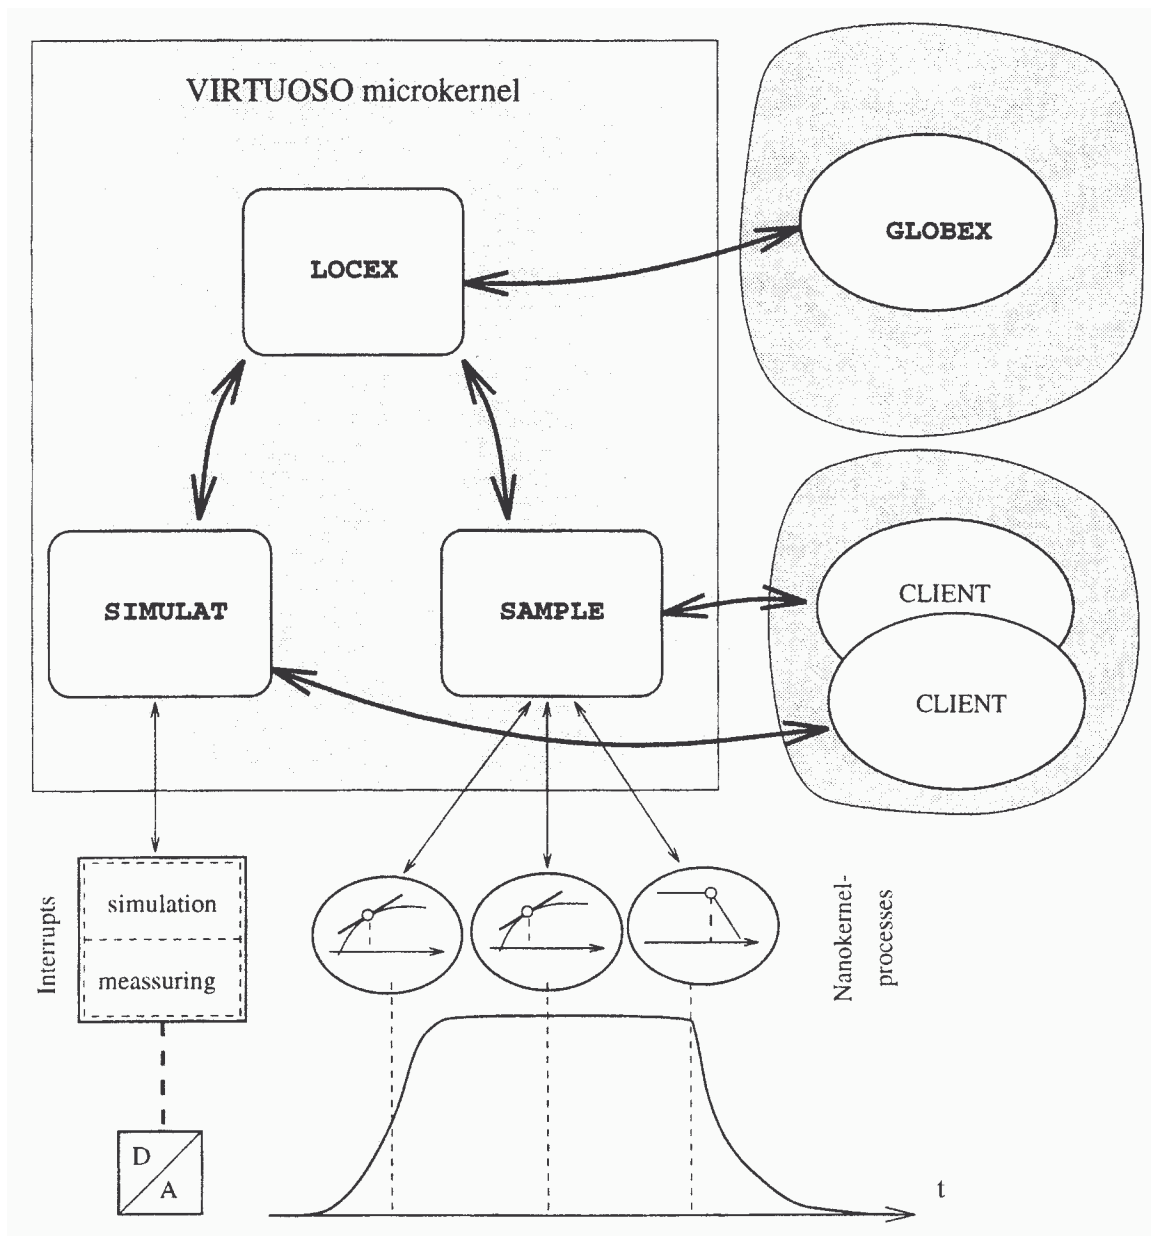 VIRTUOSO microkernel
LOCEX
GLOBEX
SIMULAT
SAMPLE
CLIENT
CLIENT
Interrupts
simulation
meassuring
Nanokernel-
processes
D
A
t